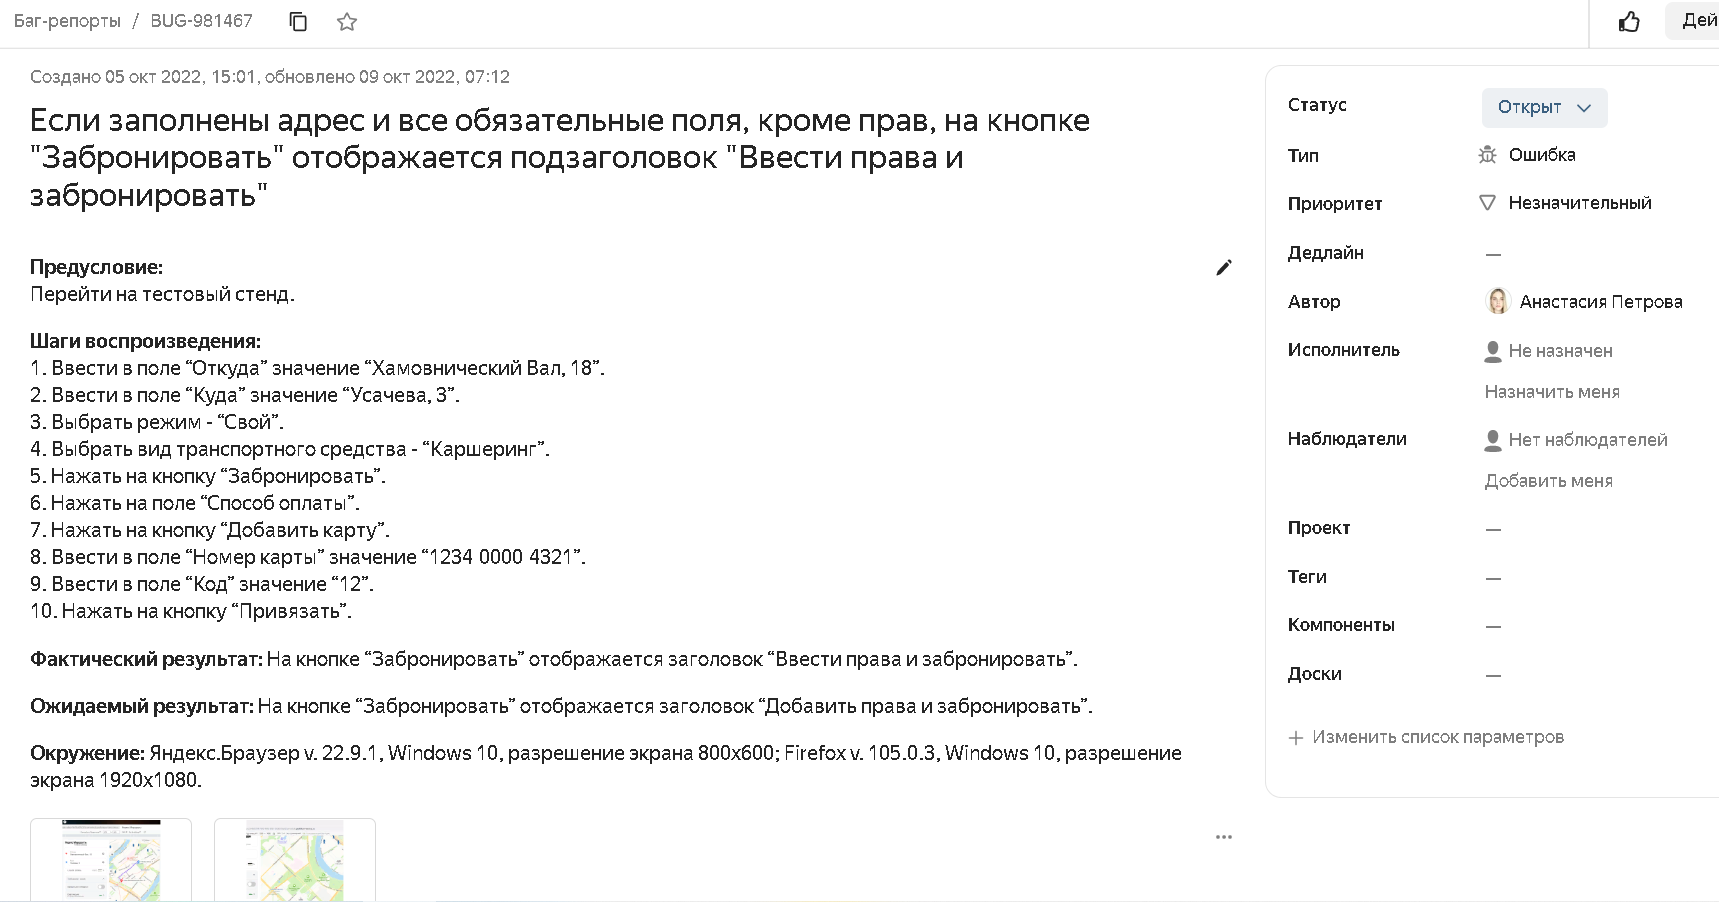 Баг-репорты / BUG-981467
Дей
Создано 05 окт 2022, 15:01, обновлено 09 окт 2022, 07:12
Если заполнены адрес и все обязательные поля, кроме прав, на кнопке
"Забронировать" отображается подзаголовок "Ввести права и
забронировать"
Предусловие:
Перейти на тестовый стенд.
Шаги воспроизведения:
1. Ввести в поле “Откуда” значение “Хамовнический Вал, 18”.
2. Ввести в поле “Куда” значение “Усачева, 3”.
3. Выбрать режим - “Свой”.
4. Выбрать вид транспортного средства - “Каршеринг”.
5. Нажать на кнопку “Забронировать”.
6. Нажать на поле “Способ оплаты”.
7. Нажать на кнопку “Добавить карту”.
8. Ввести в поле “Номер карты” значение “1234 0000 4321”.
9. Ввести в поле “Код” значение “12”.
10. Нажать на кнопку “Привязать”.
Фактический результат: На кнопке “Забронировать” отображается заголовок “Ввести права и забронировать”.
Ожидаемый результат: На кнопке “Забронировать” отображается заголовок “Добавить права и забронировать”.
Окружение: Яндекс.Браузер v. 22.9.1, Windows 10, разрешение экрана 800x600; Firefox v. 105.0.3, Windows 10, разрешение
экрана 1920x1080.
Статус Открыт
Тип Ошибка
Приоритет Незначительный
Дедлайн —
Автор Анастасия Петрова
Исполнитель Не назначен
Назначить меня
Наблюдатели Нет наблюдателей
Добавить меня
Проект —
Теги —
Компоненты —
Доски —
+ Изменить список параметров